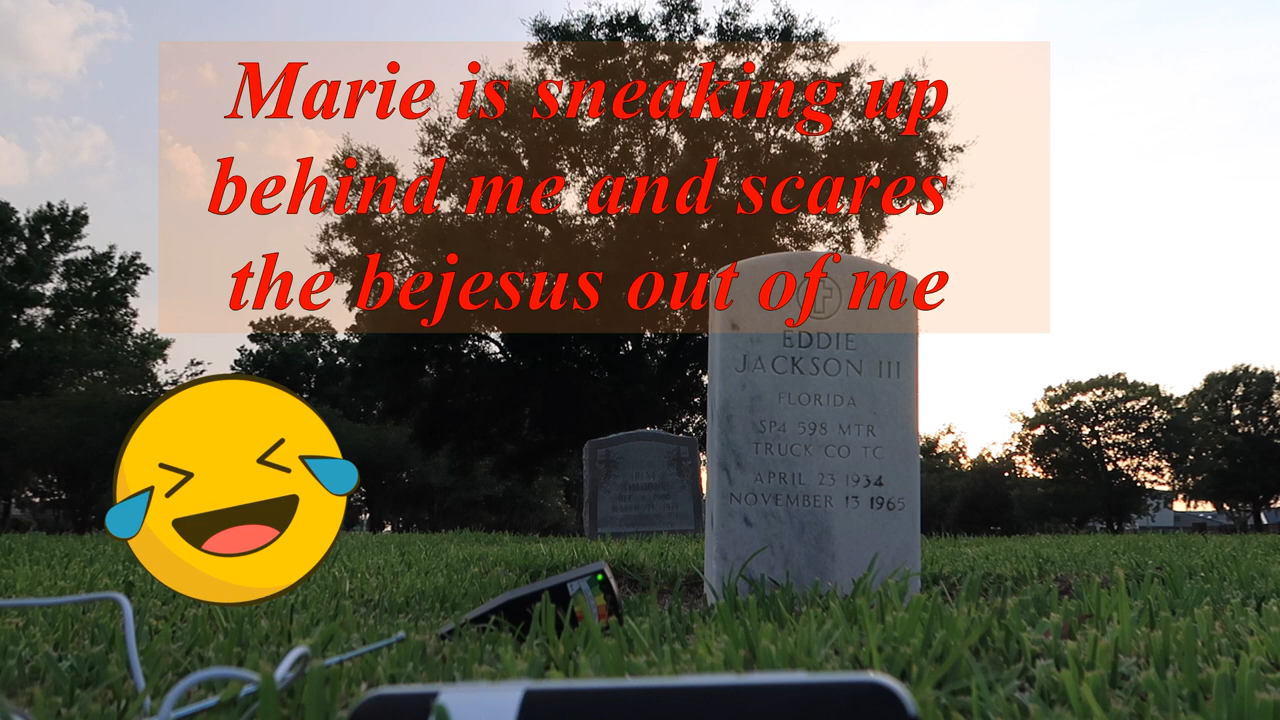 Marie is sneaking up
behind me and scares
the bejesus out of me
EDDIE
JACKSON III
FLORIDA
SP4 598 MTR
TRUCK CO TC
APRIL 23 1934
NOVEMBER 13 1965